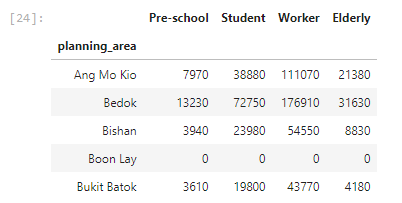 [24]:
Pre-school Student Worker Elderly
planning_area
Ang Mo Kio 7970 38880 111070 21380
Bedok 13230 72750 176910 31630
Bishan 3940 23980 54550 8830
Boon Lay 0 0 0 0
Bukit Batok 3610 19800 43770 4180